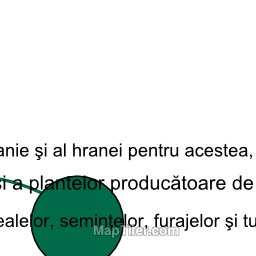 anie şi al hranei pentru acestea,
și a plantelor producătoare de
ealelor, semințelor, furajelor şi tu
MapTiler.com